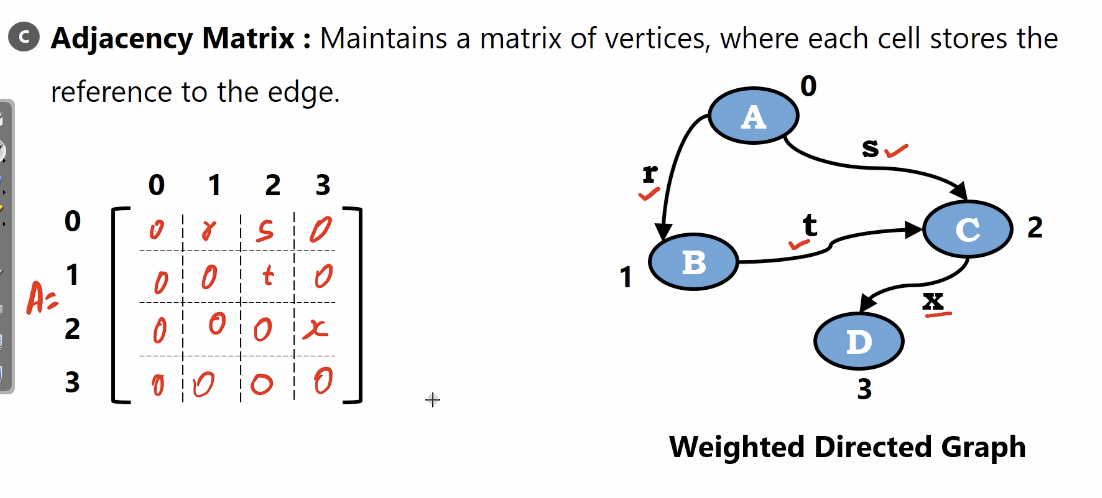 C Adjacency Matrix : Maintains a matrix of vertices, where each cell stores the
reference to the edge.
0 1 2 3
0 0 r s 0
1 0 0 t 0
A=
2 0 0 0 x
3 0 0 0 0
A 0
s
r
t
B 1
C 2
x
D
3
Weighted Directed Graph